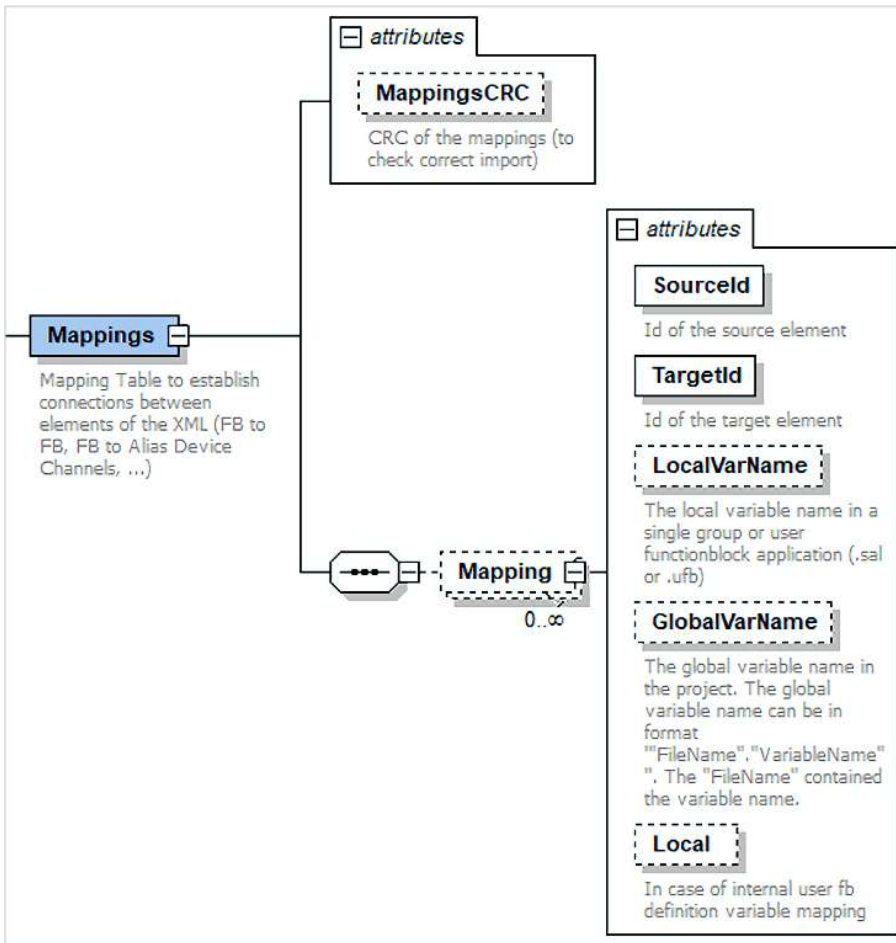 attributes
MappingsCRC
CRC of the mappings (to
check correct import)
Mappings
Mapping Table to establish
connections between
elements of the XML (FB to
FB, FB to Alias Device
Channels, ...)
Mapping
0..∞
attributes
SourceId
Id of the source element
TargetId
Id of the target element
LocalVarName
The local variable name in a
single group or user
functionblock application (.sal
or .ufb)
GlobalVarName
The global variable name in
the project. The global
variable name can be in
format
'"FileName"."VariableName"
". The "FileName" contained
the variable name.
Local
In case of internal user fb
definition variable mapping